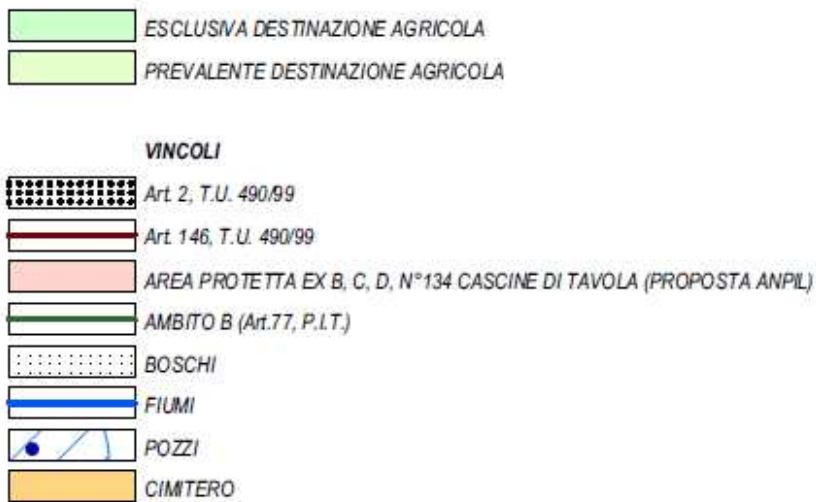 ESCLUSIVA DESTINAZIONE AGRICOLA
PREVALENTE DESTINAZIONE AGRICOLA
VINCOLI
Art. 2, T.U. 490/99
Art. 146, T.U. 490/99
AREA PROTETTA EX B, C, D, N°134 CASCINE DI TAVOLA (PROPOSTA ANPIL)
AMBITO B (Art.77, P.I.T.)
BOSCHI
FIUMI
POZZI
CIMITERO